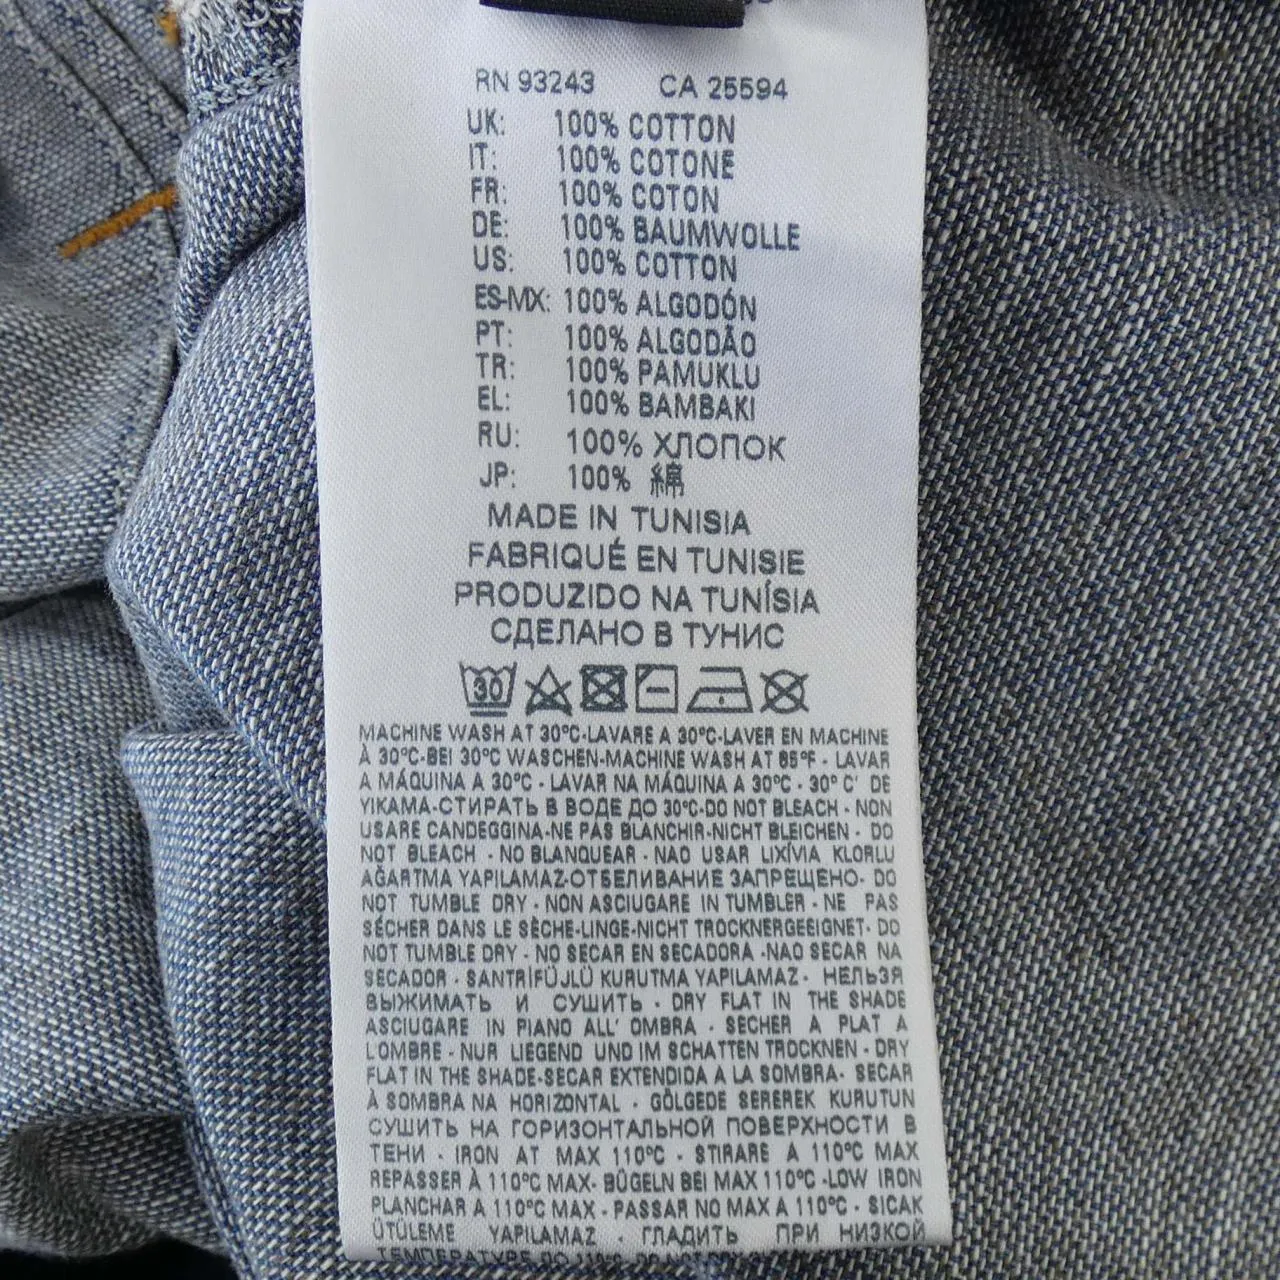 RN 93243 CA 25594
UK: 100% COTTON
IT: 100% COTONE
FR: 100% COTON
DE: 100% BAUMWOLLE
US: 100% COTTON
ES-MX: 100% ALGODÓN
PT: 100% ALGODÃO
TR: 100% PAMUKLU
EL: 100% BAMBAKI
RU: 100% ХЛОПОК
JP: 100% 綿
MADE IN TUNISIA
FABRIQUÉ EN TUNISIE
PRODUZIDO NA TUNÍSIA
СДЕЛАНО В ТУНИС
30
MACHINE WASH AT 30°C-LAVARE A 30°C-LAVER EN MACHINE
À 30°C-BEI 30°C WASCHEN-MACHINE WASH AT 85°F - LAVAR
A MÁQUINA A 30°C - LAVAR NA MÁQUINA A 30°C - 30° C' DE
YIKAMA-СТИРАТЬ В ВОДЕ ДО 30°C-DO NOT BLEACH - NON
USARE CANDEGGINA-NE PAS BLANCHIR-NICHT BLEICHEN - DO
NOT BLEACH - NO BLANQUEAR - NAO USAR LIXÍVIA KLORLU
AĞARTMA YAPILAMAZ-ОТБЕЛИВАНИЕ ЗАПРЕЩЕНО- DO
NOT TUMBLE DRY - NON ASCIUGARE IN TUMBLER - NE PAS
SÉCHER DANS LE SÈCHE-LINGE-NICHT TROCKNERGEEIGNET- DO
NOT TUMBLE DRY - NO SECAR EN SECADORA -NAO SECAR NA
SECADOR - SANTRİFÜJLÜ KURUTMA YAPILAMAZ - НЕЛЬЗЯ
ВЫЖИМАТЬ И СУШИТЬ - DRY FLAT IN THE SHADE
ASCIUGARE IN PIANO ALL' OMBRA - SÉCHER À PLAT A
L'OMBRE - NUR LIEGEND UND IM SCHATTEN TROCKNEN - DRY
FLAT IN THE SHADE-SECAR EXTENDIDA A LA SOMBRA- SECAR
À SOMBRA NA HORIZONTAL - GÖLGEDE SEREREK KURUTUN
СУШИТЬ НА ГОРИЗОНТАЛЬНОЙ ПОВЕРХНОСТИ В
ТЕНИ - IRON AT MAX 110°C - STIRARE A 110°C MAX
REPASSER À 110°C MAX- BÜGELN BEI MAX 110°C -LOW IRON
PLANCHAR A 110°C MAX - PASSAR NO MAX A 110°C - SICAK
ÜTÜLEME YAPILAMAZ - ГЛАДИТЬ ПРИ НИЗКОЙ
ТЕМПЕРАТУРЕ ДО 110°C- DO NOT DRY